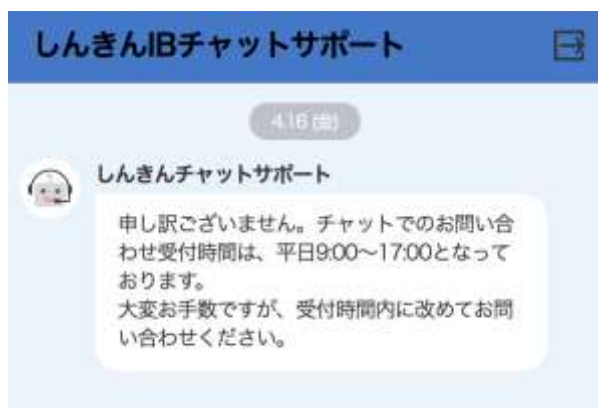 しんきんIBチャットサポート
4.16 (金)
しんきんチャットサポート
申し訳ございません。チャットでのお問い合
わせ受付時間は、平日9:00〜17:00となって
おります。
大変お手数ですが、受付時間内に改めてお問
い合わせください。